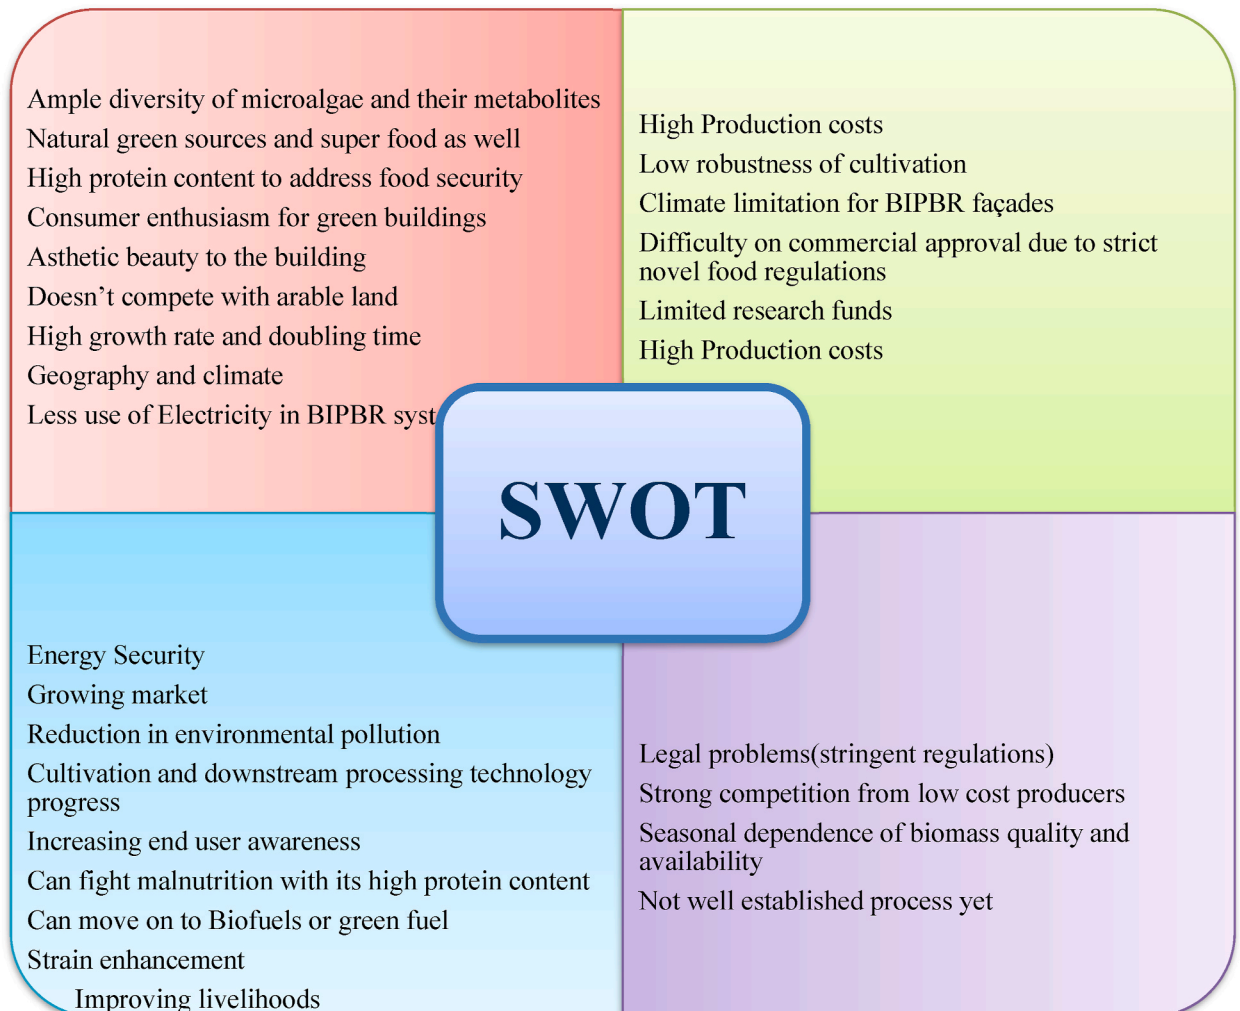 Ample diversity of microalgae and their metabolites
Natural green sources and super food as well
High protein content to address food security
Consumer enthusiasm for green buildings
Asthetic beauty to the building
Doesn’t compete with arable land
High growth rate and doubling time
Geography and climate
Less use of Electricity in BIPBR syst
High Production costs
Low robustness of cultivation
Climate limitation for BIPBR façades
Difficulty on commercial approval due to strict
novel food regulations
Limited research funds
High Production costs
SWOT
Energy Security
Growing market
Reduction in environmental pollution
Cultivation and downstream processing technology
progress
Increasing end user awareness
Can fight malnutrition with its high protein content
Can move on to Biofuels or green fuel
Strain enhancement
Improving livelihoods
Legal problems(stringent regulations)
Strong competition from low cost producers
Seasonal dependence of biomass quality and
availability
Not well established process yet